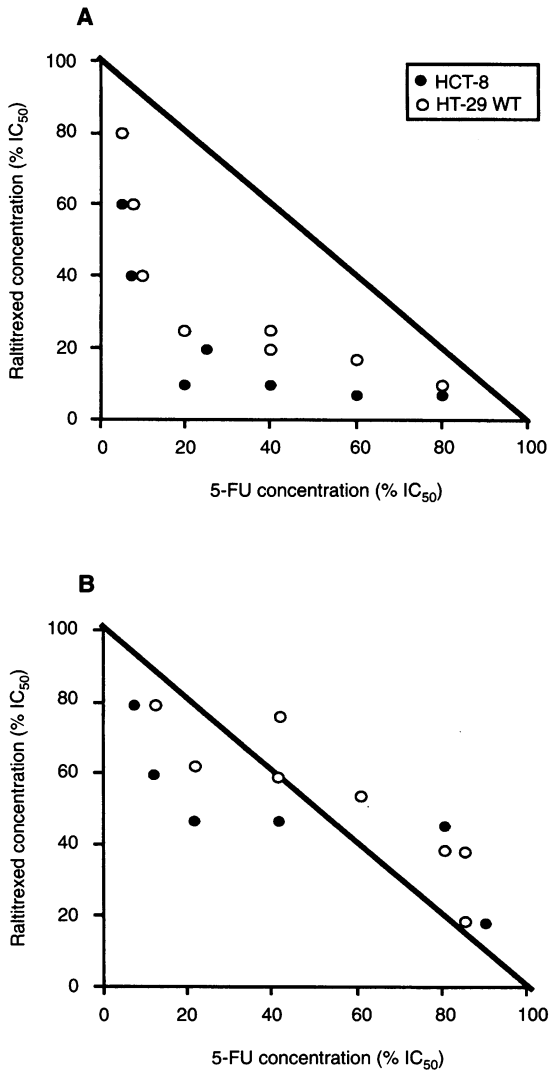 A
Raltitrexed concentration (% IC50)
100
80
60
40
20
0
HCT-8
HT-29 WT
0 20 40 60 80 100
5-FU concentration (% IC50)
B
Raltitrexed concentration (% IC50)
100
80
60
40
20
0
0 20 40 60 80 100
5-FU concentration (% IC50)